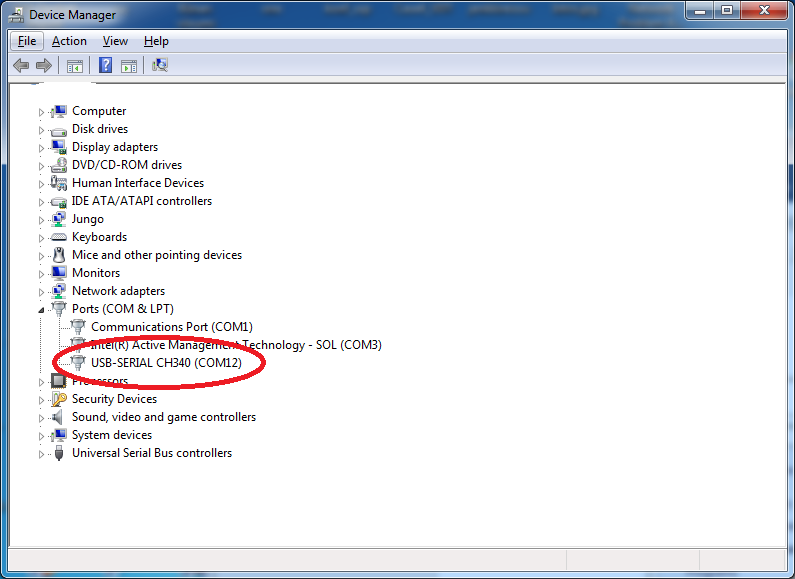 Device Manager
File Action View Help
Computer
Disk drives
Display adapters
DVD/CD-ROM drives
Human Interface Devices
IDE ATA/ATAPI controllers
Jungo
Keyboards
Mice and other pointing devices
Monitors
Network adapters
Ports (COM & LPT)
Communications Port (COM1)
Intel(R) Active Management Technology - SOL (COM3)
USB-SERIAL CH340 (COM12)
Processors
Security Devices
Sound, video and game controllers
System devices
Universal Serial Bus controllers